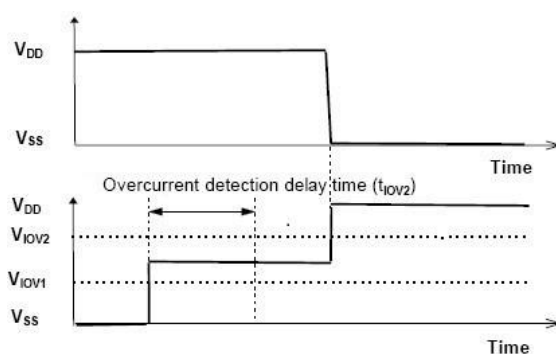 VDD
VSS
Time
Overcurrent detection delay time (tIOV2)
VDD
VIOV2
VIOV1
VSS
Time